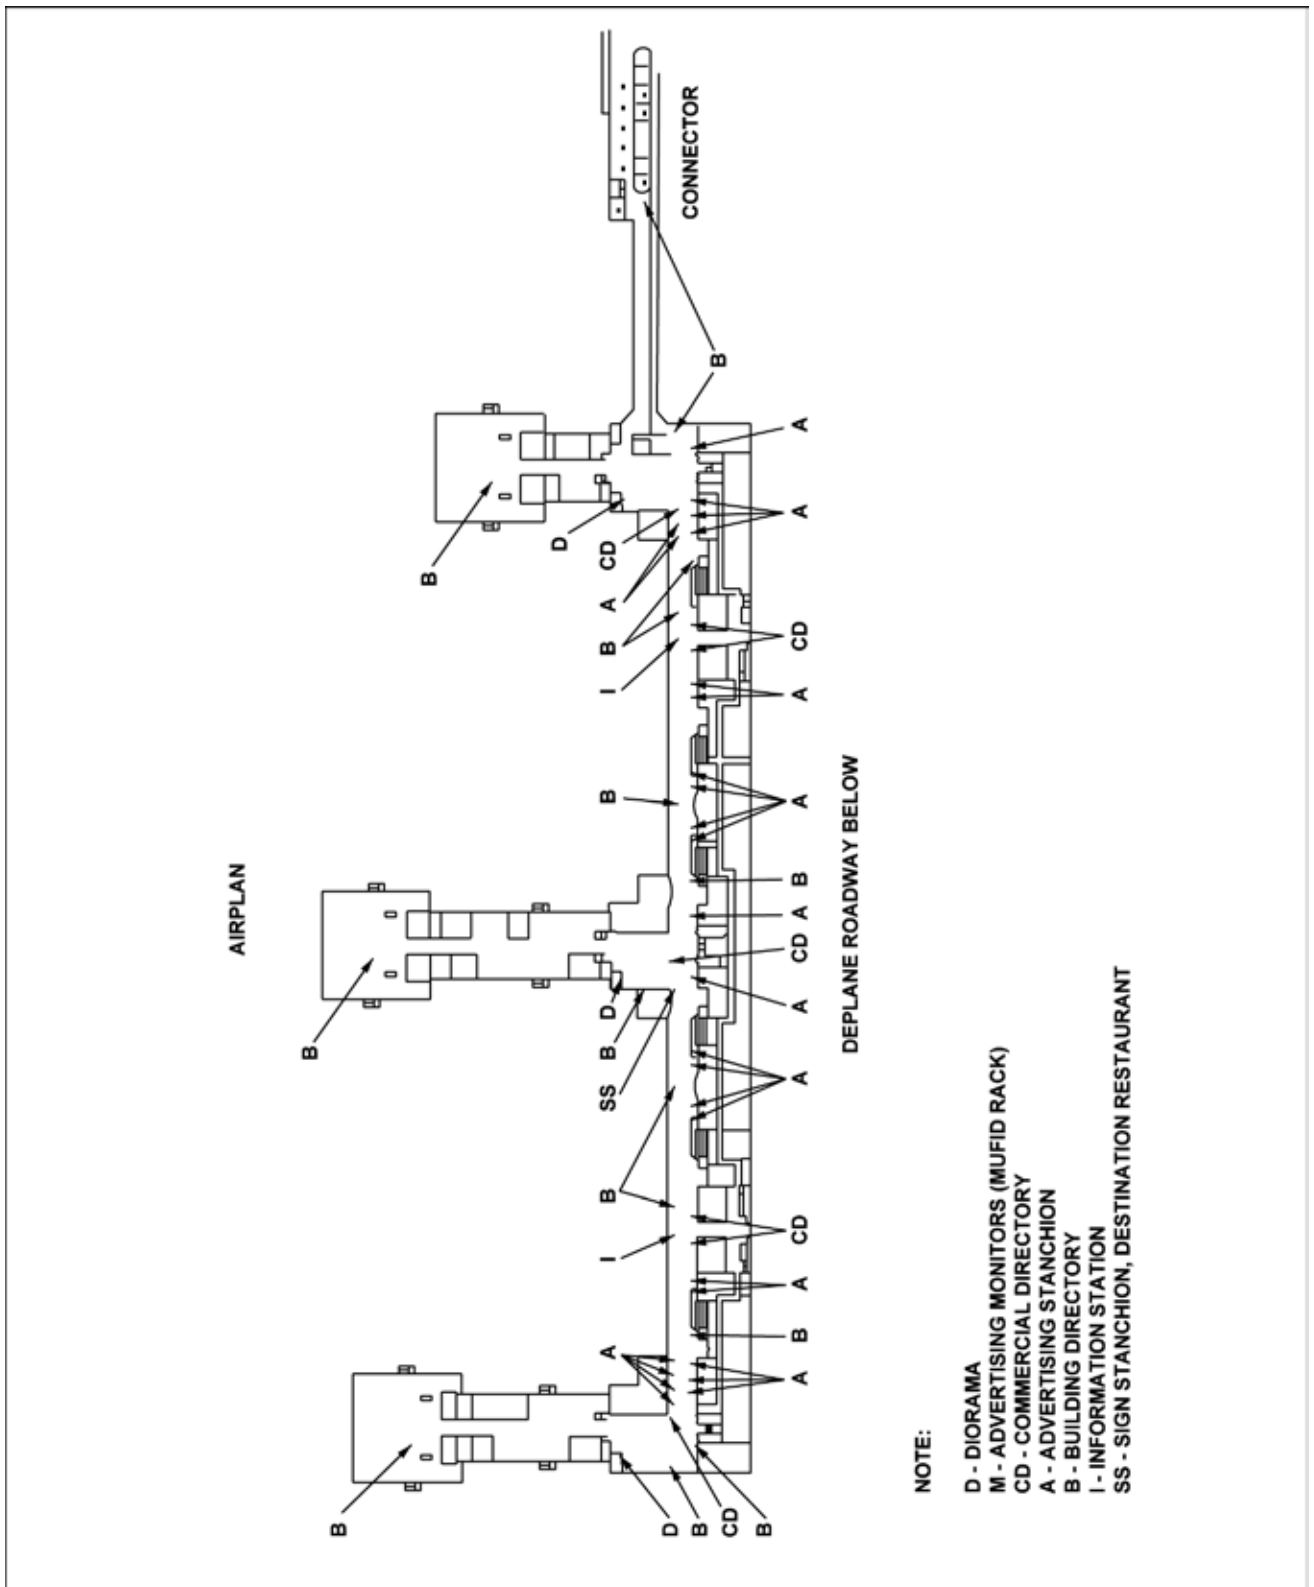 AIRPLAN
B
B
B
D
A I B SS B D B I B A CD
D
CONNECTOR
B
B
CD
B
A B A CD A A CD A B A A CD A A
DEPLANE ROADWAY BELOW
NOTE:
D - DIORAMA
M - ADVERTISING MONITORS (MUFID RACK)
CD - COMMERCIAL DIRECTORY
A - ADVERTISING STANCHION
B - BUILDING DIRECTORY
I - INFORMATION STATION
SS - SIGN STANCHION, DESTINATION RESTAURANT